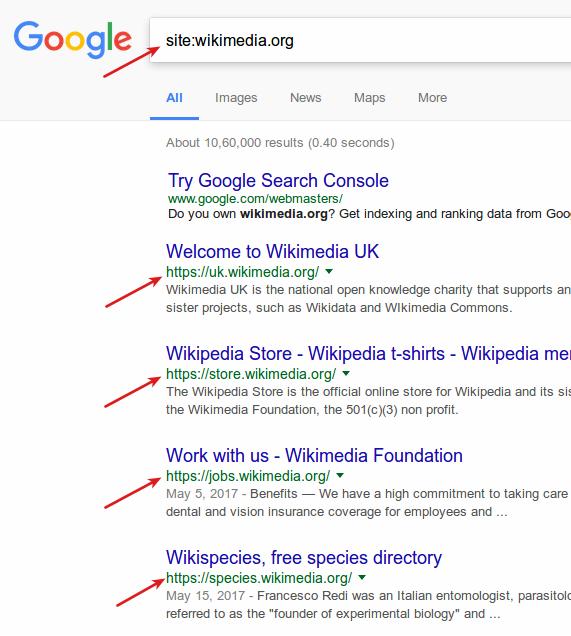 Google
site:wikimedia.org
All Images News Maps More
About 10,60,000 results (0.40 seconds)
Try Google Search Console
www.google.com/webmasters/
Do you own wikimedia.org? Get indexing and ranking data from Goo
Welcome to Wikimedia UK
https://uk.wikimedia.org/
Wikimedia UK is the national open knowledge charity that supports an
sister projects, such as Wikidata and WIkimedia Commons.
Wikipedia Store - Wikipedia t-shirts - Wikipedia me
https://store.wikimedia.org/
The Wikipedia Store is the official online store for Wikipedia and its sis
the Wikimedia Foundation, the 501(c)(3) non profit.
Work with us - Wikimedia Foundation
https://jobs.wikimedia.org/
May 5, 2017 - Benefits — We have a high commitment to taking care
dental and vision insurance coverage for employees and ...
Wikispecies, free species directory
https://species.wikimedia.org/
May 15, 2017 - Francesco Redi was an Italian entomologist, parasitolo
referred to as the "founder of experimental biology" and ...